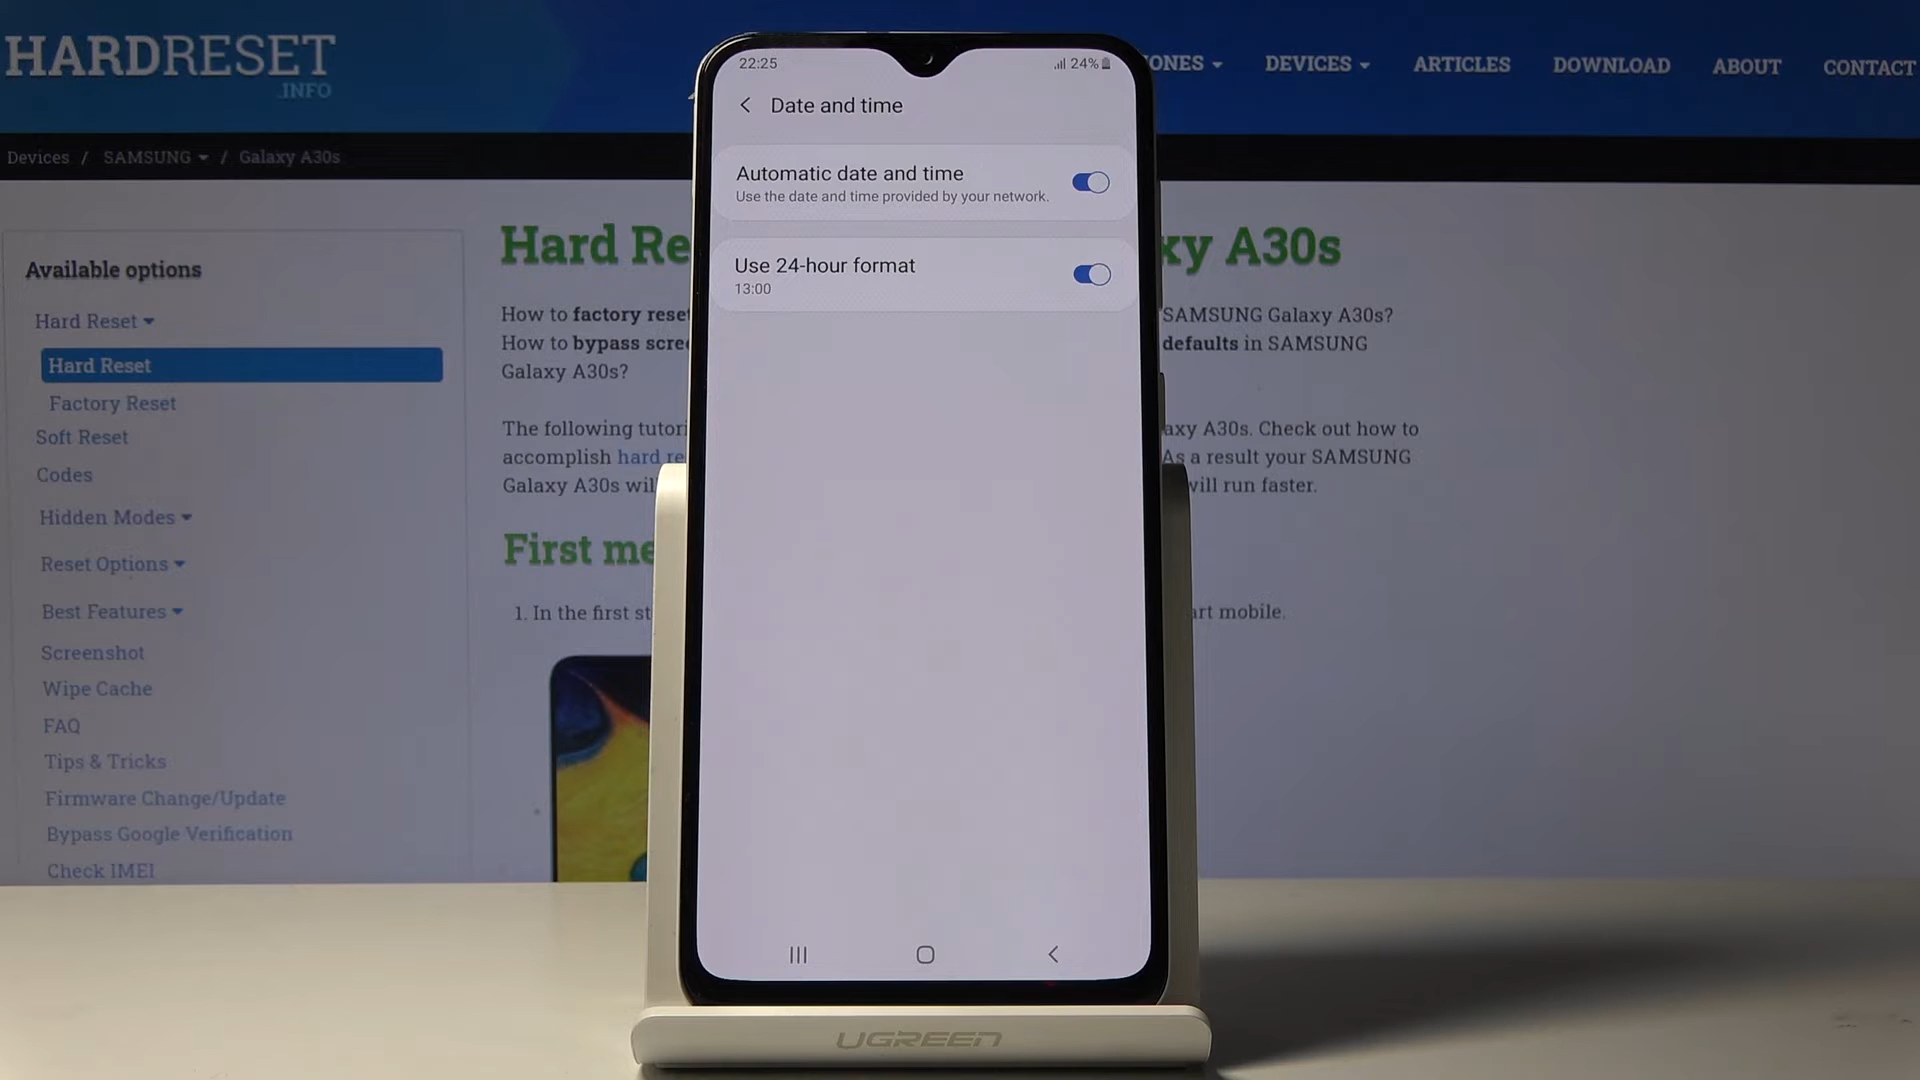 HARDRESET
.INFO
ONES
DEVICES
ARTICLES
DOWNLOAD
ABOUT
CONTACT
Devices / SAMSUNG / Galaxy A30s
22:25
24%
Date and time
Automatic date and time
Use the date and time provided by your network.
Use 24-hour format
13:00
Available options
Hard Reset
Hard Reset
Factory Reset
Soft Reset
Codes
Hidden Modes
Reset Options
Best Features
Screenshot
Wipe Cache
FAQ
Tips & Tricks
Firmware Change/Update
Bypass Google Verification
Check IMEI
Hard Re xy A30s
How to factory reset SAMSUNG Galaxy A30s?
How to bypass scre defaults in SAMSUNG
Galaxy A30s?
The following tutori axy A30s. Check out how to
accomplish hard re As a result your SAMSUNG
Galaxy A30s wil will run faster.
First me
1. In the first st art mobile.
UGREEN